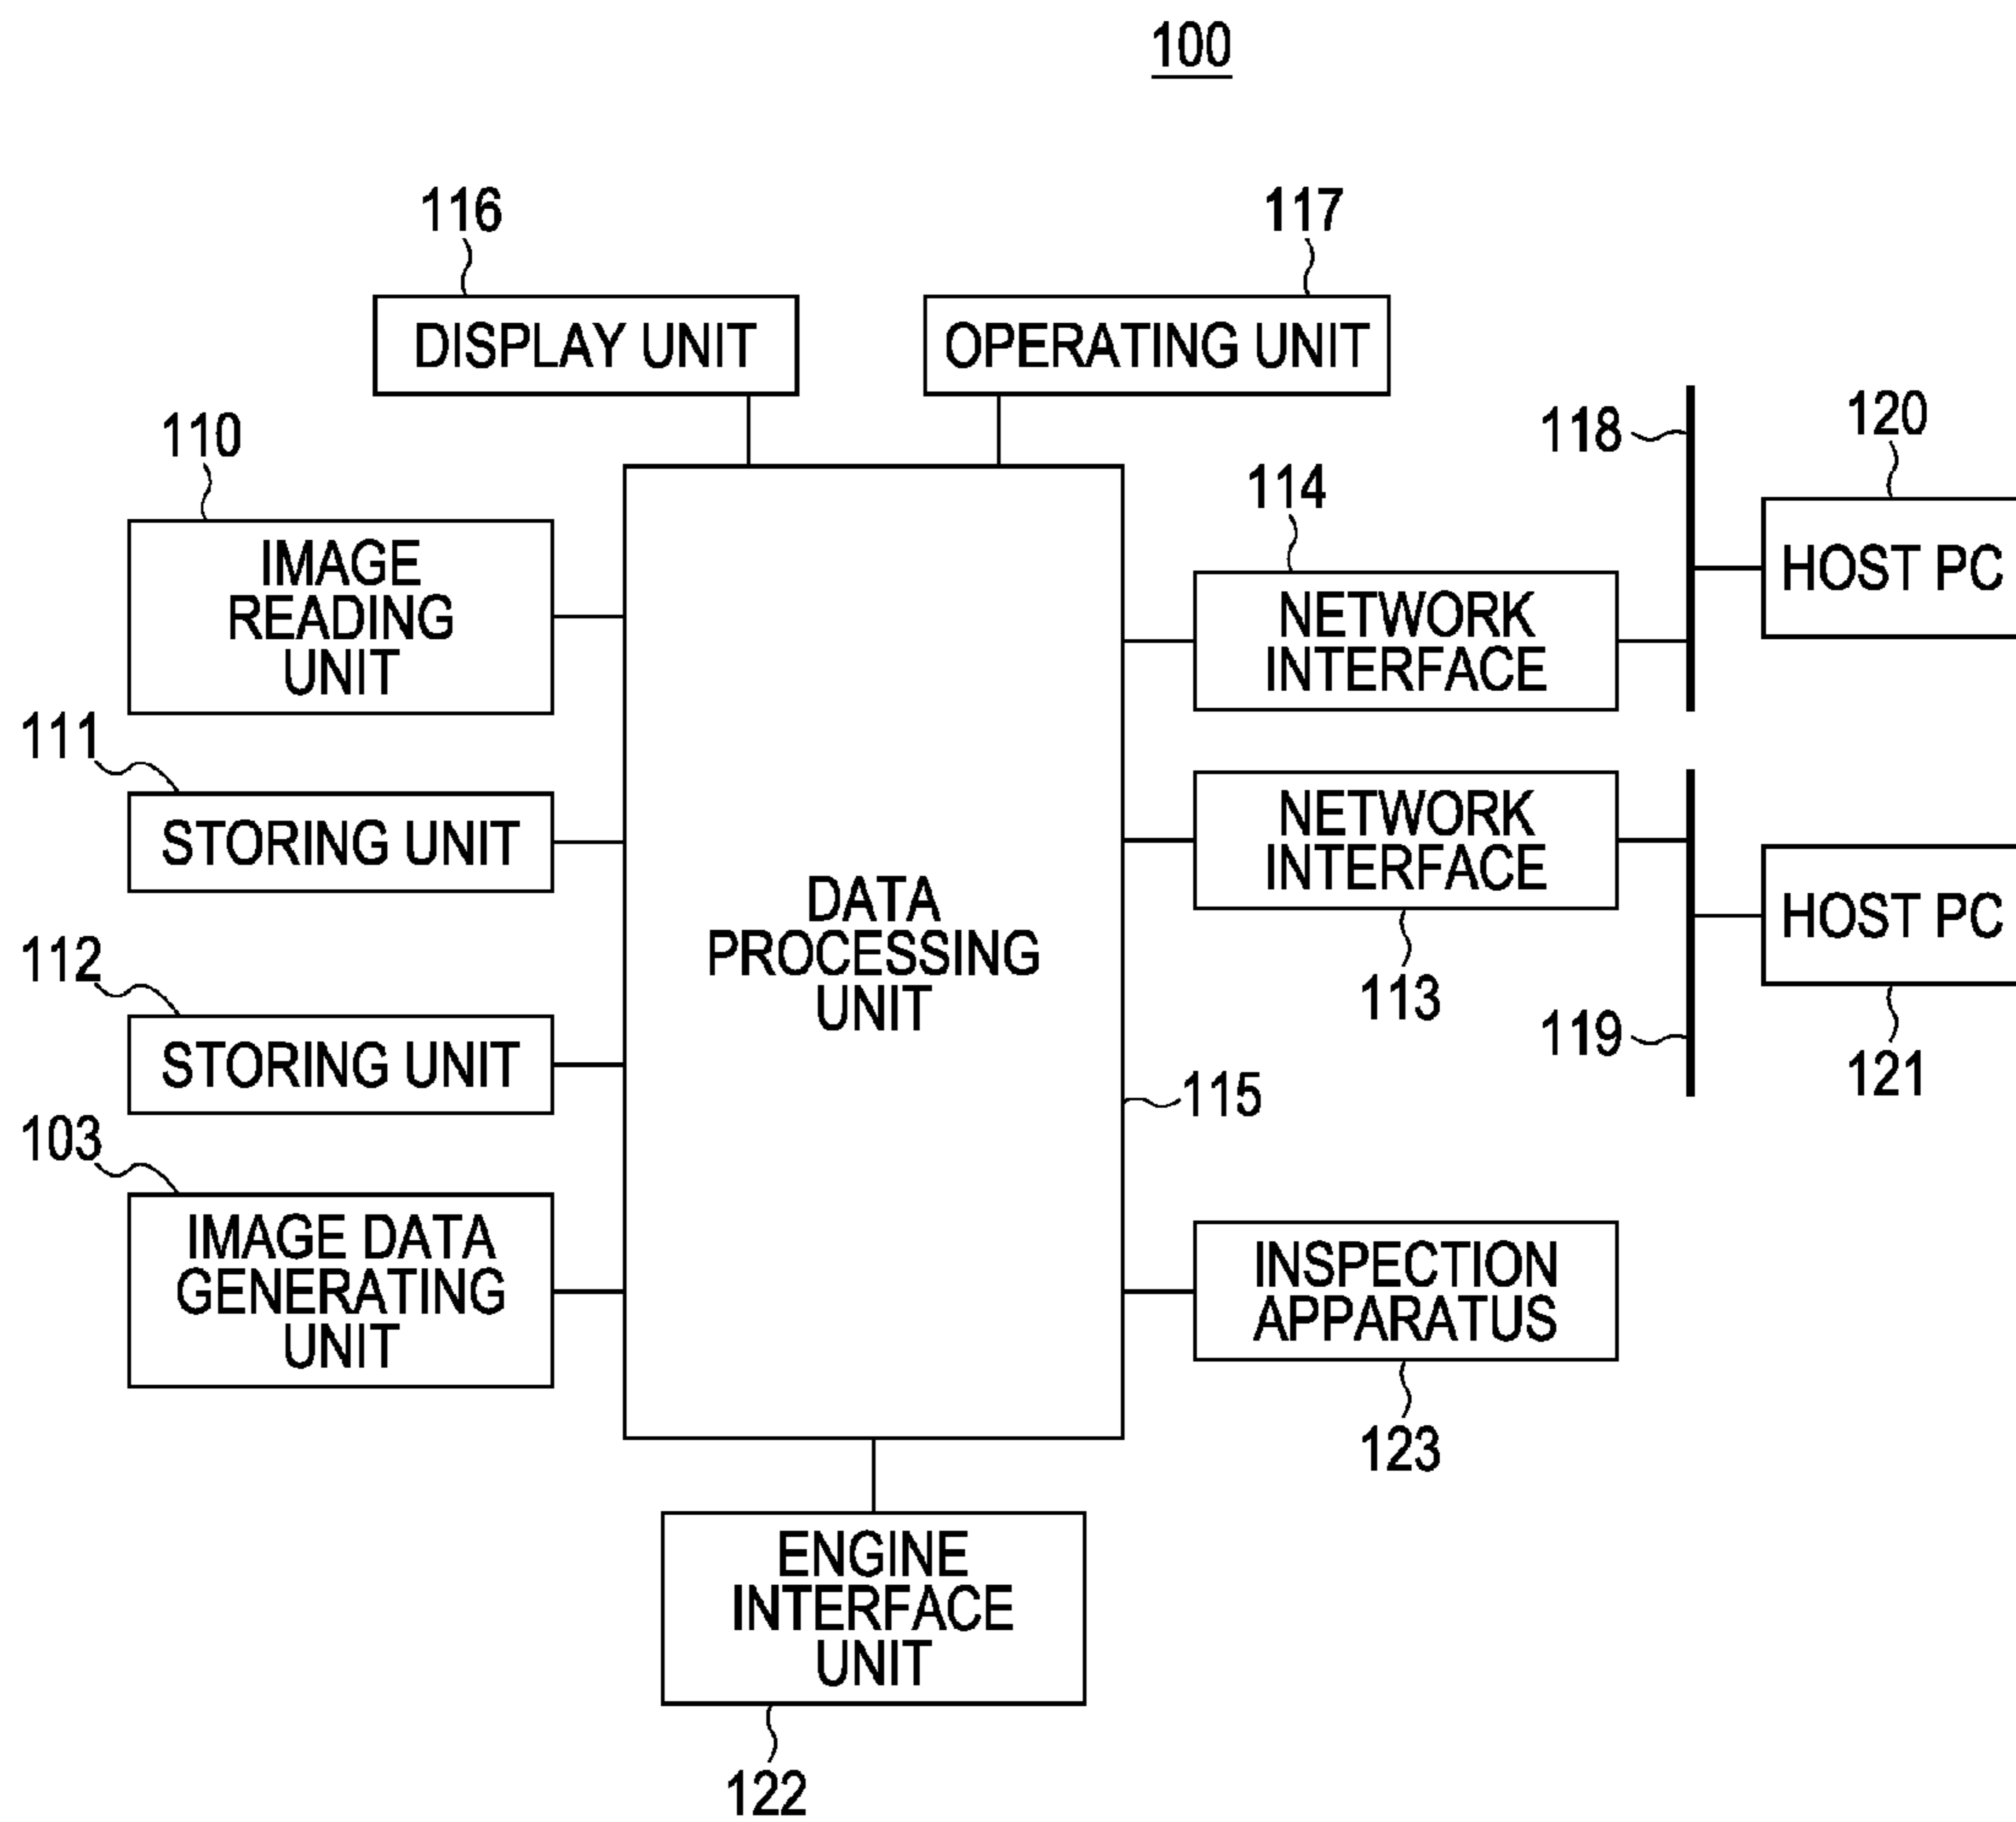 100
116
117
DISPLAY UNIT
OPERATING UNIT
110
118
120
114
IMAGE
READING
UNIT
HOST PC
NETWORK
INTERFACE
111
STORING UNIT
NETWORK
INTERFACE
HOST PC
DATA
PROCESSING
UNIT
112
113
119
121
STORING UNIT
115
103
IMAGE DATA
GENERATING
UNIT
INSPECTION
APPARATUS
123
ENGINE
INTERFACE
UNIT
122